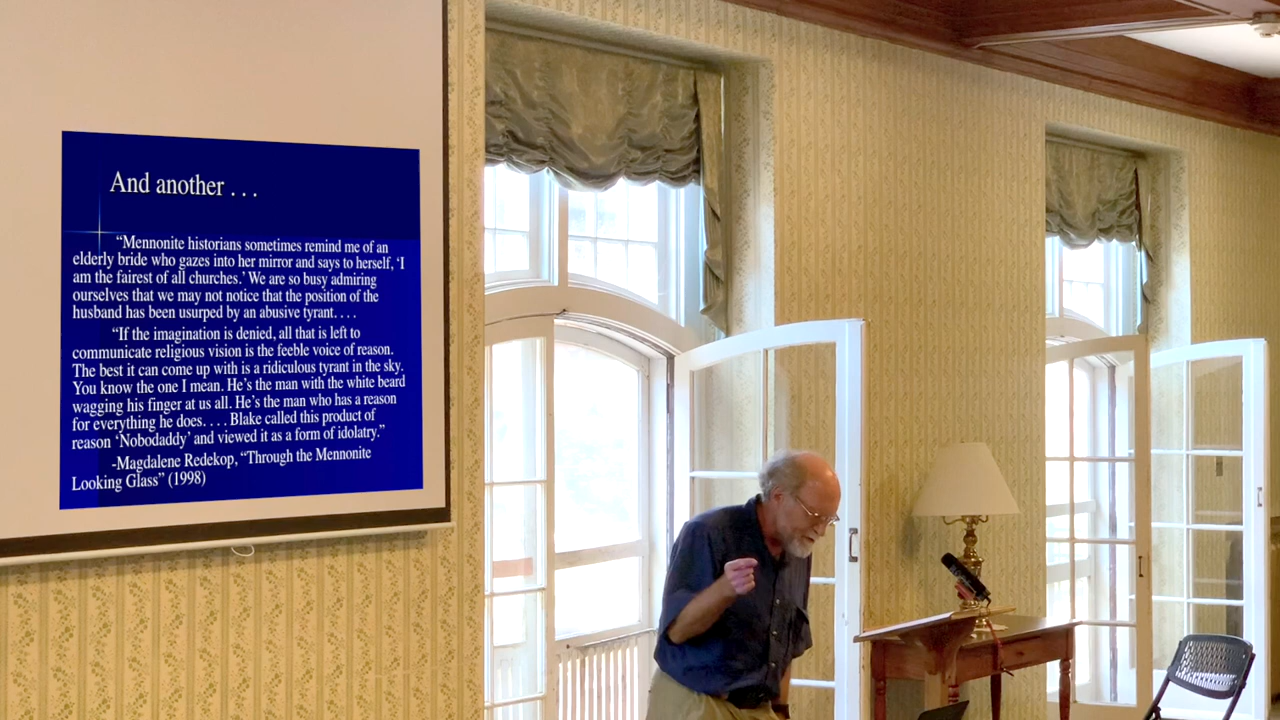 And another . . .
“Mennonite historians sometimes remind me of an
elderly bride who gazes into her mirror and says to herself, ‘I
am the fairest of all churches.’ We are so busy admiring
ourselves that we may not notice that the position of the
husband has been usurped by an abusive tyrant. . . .
“If the imagination is denied, all that is left to
communicate religious vision is the feeble voice of reason.
The best it can come up with is a ridiculous tyrant in the sky.
You know the one I mean. He’s the man with the white beard
wagging his finger at us all. He’s the man who has a reason
for everything he does. . . . Blake called this product of
reason ‘Nobodaddy’ and viewed it as a form of idolatry.”
-Magdalene Redekop, “Through the Mennonite
Looking Glass” (1998)